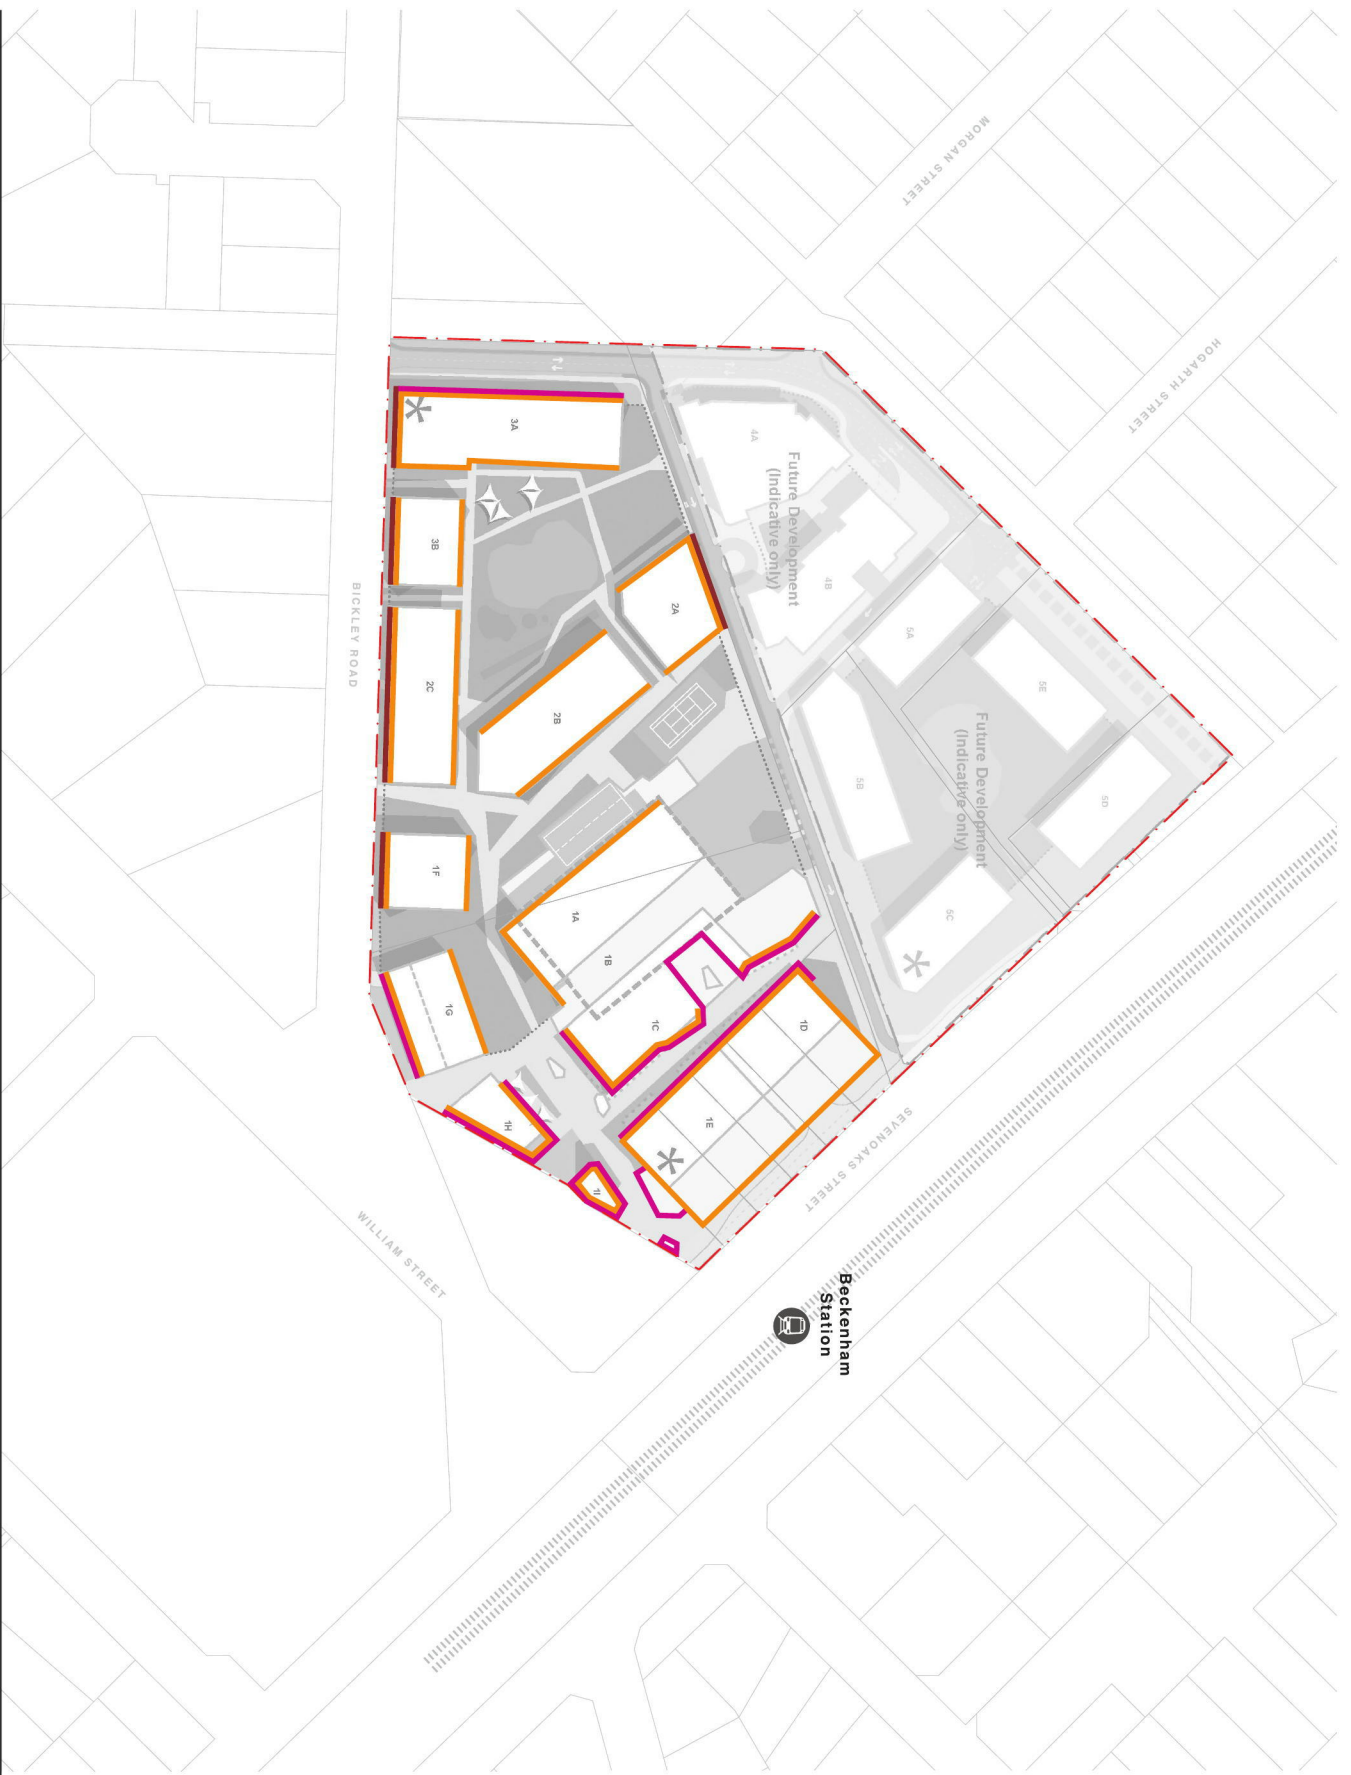 MORGAN STREET
HOGARTH STREET
4A
Future Development
(Indicative only)
4B
5A
5E
Future Development
(Indicative only)
5B
5D
5C
3A
3B
2A
2C
2B
1F
1A
1B
1G
1C
1D
1E
1H
1I
BICKLEY ROAD
WILLIAM STREET
SEVENOAKS STREET
Beckenham
Station